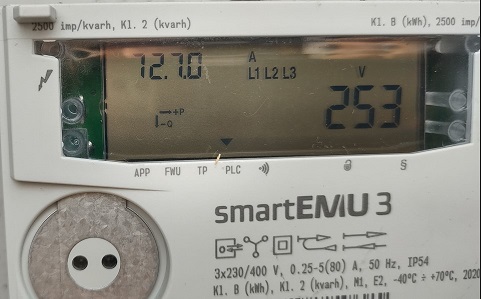 2500 imp/kvarh, Kl. 2 (kvarh)
Kl. B (kWh), 2500 imp/
72.7.0
A
L1 L2 L3
V
253
+P
-Q
APP FWU TP PLC §
smartEMU 3
3x230/400 V, 0.25-5(80) A, 50 Hz, IP54
Kl. B (kWh), Kl. 2 (kvarh), M1, E2, -40°C ÷ +70°C, 2020